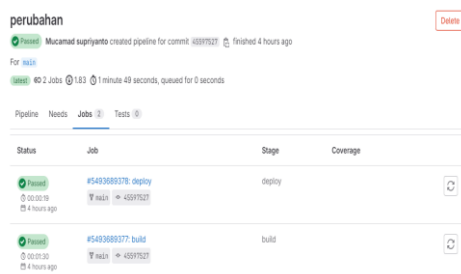 perubahan
Delete
Passed Mucamad supriyanto created pipeline for commit 45597527 finished 4 hours ago
For main
latest 2 Jobs 1.83 1 minute 49 seconds, queued for 0 seconds
Pipeline Needs Jobs 2 Tests 0
Status Job Stage Coverage
Passed #5493689378: deploy deploy
00:00:19 main 45597527
4 hours ago
Passed #5493689377: build build
00:01:30 main 45597527
4 hours ago